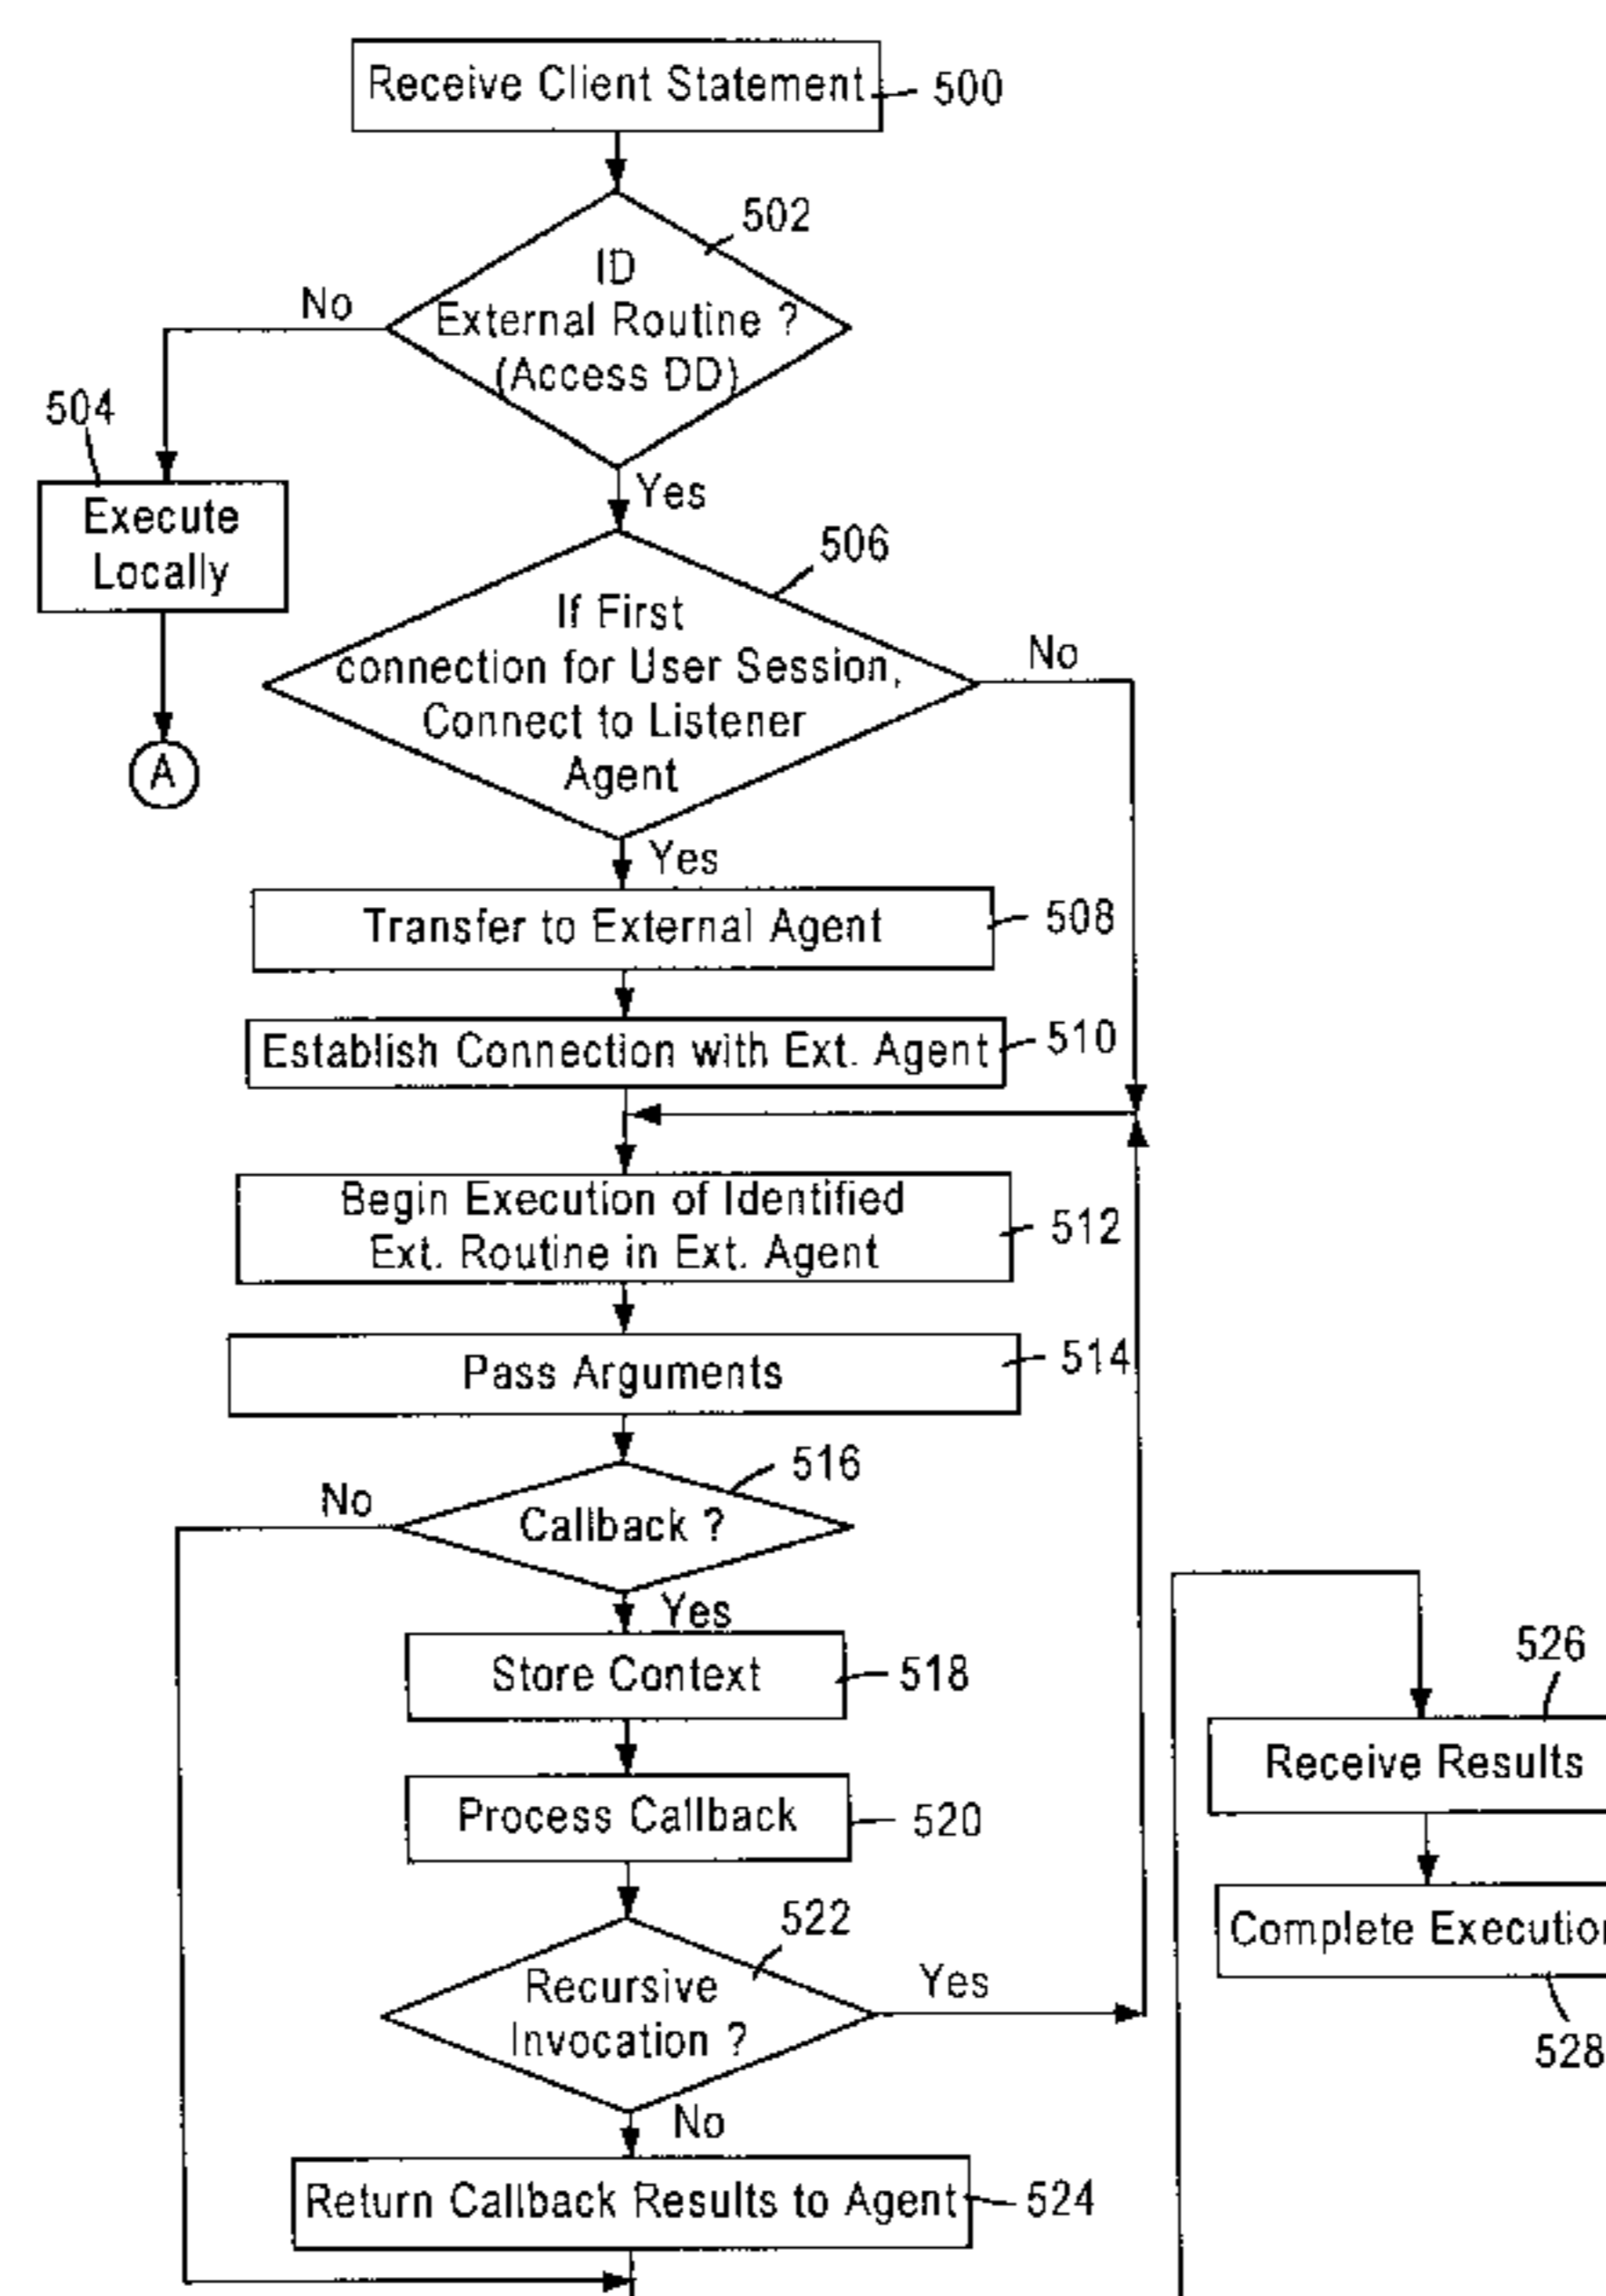 Receive Client Statement
500
502
ID
External Routine ?
(Access DD)
No
504
Execute
Locally
A
Yes
506
If First
connection for User Session,
Connect to Listener
Agent
No
Yes
Transfer to External Agent
508
Establish Connection with Ext. Agent
510
Begin Execution of Identified
Ext. Routine in Ext. Agent
512
Pass Arguments
514
516
Callback ?
No
Yes
Store Context
518
Process Callback
520
522
Recursive
Invocation ?
Yes
No
Return Callback Results to Agent
524
526
Receive Results
Complete Execution
528